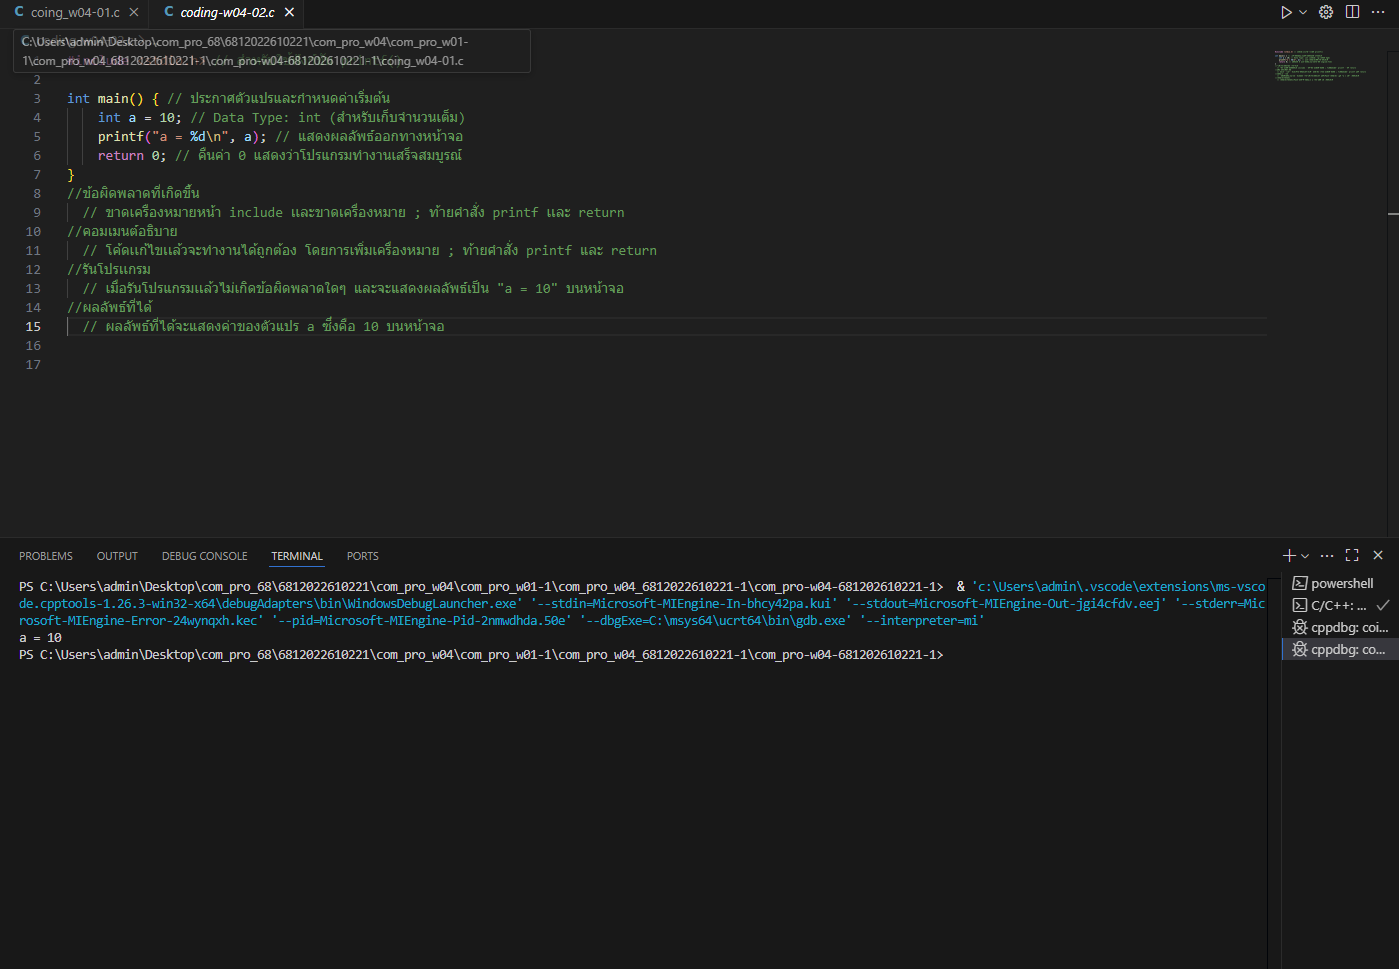 coing_w04-01.c
coding-w04-02.c
C:\Users\admin\Desktop\com_pro_68\6812022610221\com_pro_w04\com_pro_w01-
1\com_pro_w04_6812022610221-1\com_pro-w04-681202610221-1\coing_w04-01.c
2
3 int main() { // ประกาศตัวแปรและกำหนดค่าเริ่มต้น
4 int a = 10; // Data Type: int (สำหรับเก็บจำนวนเต็ม)
5 printf("a = %d\n", a); // แสดงผลลัพธ์ออกทางหน้าจอ
6 return 0; // คืนค่า 0 แสดงว่าโปรแกรมทำงานเสร็จสมบูรณ์
7 }
8 //ข้อผิดพลาดที่เกิดขึ้น
9 // ขาดเครื่องหมายหน้า include และขาดเครื่องหมาย ; ท้ายคำสั่ง printf และ return
10 //คอมเมนต์อธิบาย
11 // โค้ดแก้ไขแล้วจะทำงานได้ถูกต้อง โดยการเพิ่มเครื่องหมาย ; ท้ายคำสั่ง printf และ return
12 //รันโปรแกรม
13 // เมื่อรันโปรแกรมแล้วไม่เกิดข้อผิดพลาดใดๆ และจะแสดงผลลัพธ์เป็น "a = 10" บนหน้าจอ
14 //ผลลัพธ์ที่ได้
15 // ผลลัพธ์ที่ได้จะแสดงค่าของตัวแปร a ซึ่งคือ 10 บนหน้าจอ
16
17
PROBLEMS OUTPUT DEBUG CONSOLE TERMINAL PORTS
PS C:\Users\admin\Desktop\com_pro_68\6812022610221\com_pro_w04\com_pro_w01-1\com_pro_w04_6812022610221-1\com_pro-w04-681202610221-1> & 'c:\Users\admin\.vscode\extensions\ms-vsco
de.cpptools-1.26.3-win32-x64\debugAdapters\bin\WindowsDebugLauncher.exe' '--stdin=Microsoft-MIEngine-In-bhcy42pa.kui' '--stdout=Microsoft-MIEngine-Out-jgi4cfdv.eej' '--stderr=Mic
rosoft-MIEngine-Error-24wynqxh.kec' '--pid=Microsoft-MIEngine-Pid-2nmwdhda.50e' '--dbgExe=C:\msys64\ucrt64\bin\gdb.exe' '--interpreter=mi'
a = 10
PS C:\Users\admin\Desktop\com_pro_68\6812022610221\com_pro_w04\com_pro_w01-1\com_pro_w04_6812022610221-1\com_pro-w04-681202610221-1>
powershell
C/C++: ...
cppdbg: coi...
cppdbg: co...